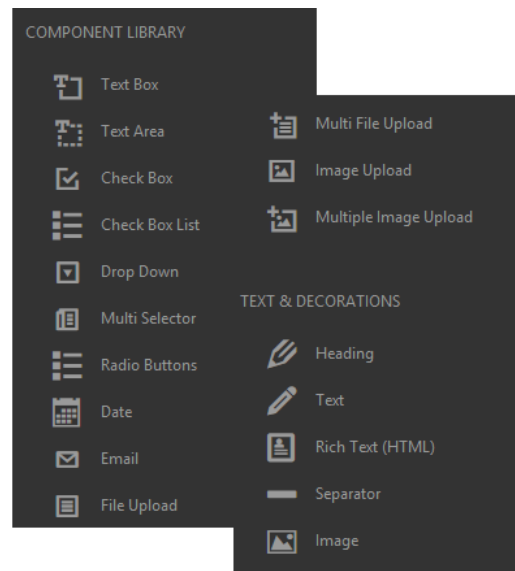 COMPONENT LIBRARY
Text Box
Text Area
Check Box
Check Box List
Drop Down
Multi Selector
Radio Buttons
Date
Email
File Upload
Multi File Upload
Image Upload
Multiple Image Upload
TEXT & DECORATIONS
Heading
Text
Rich Text (HTML)
Separator
Image